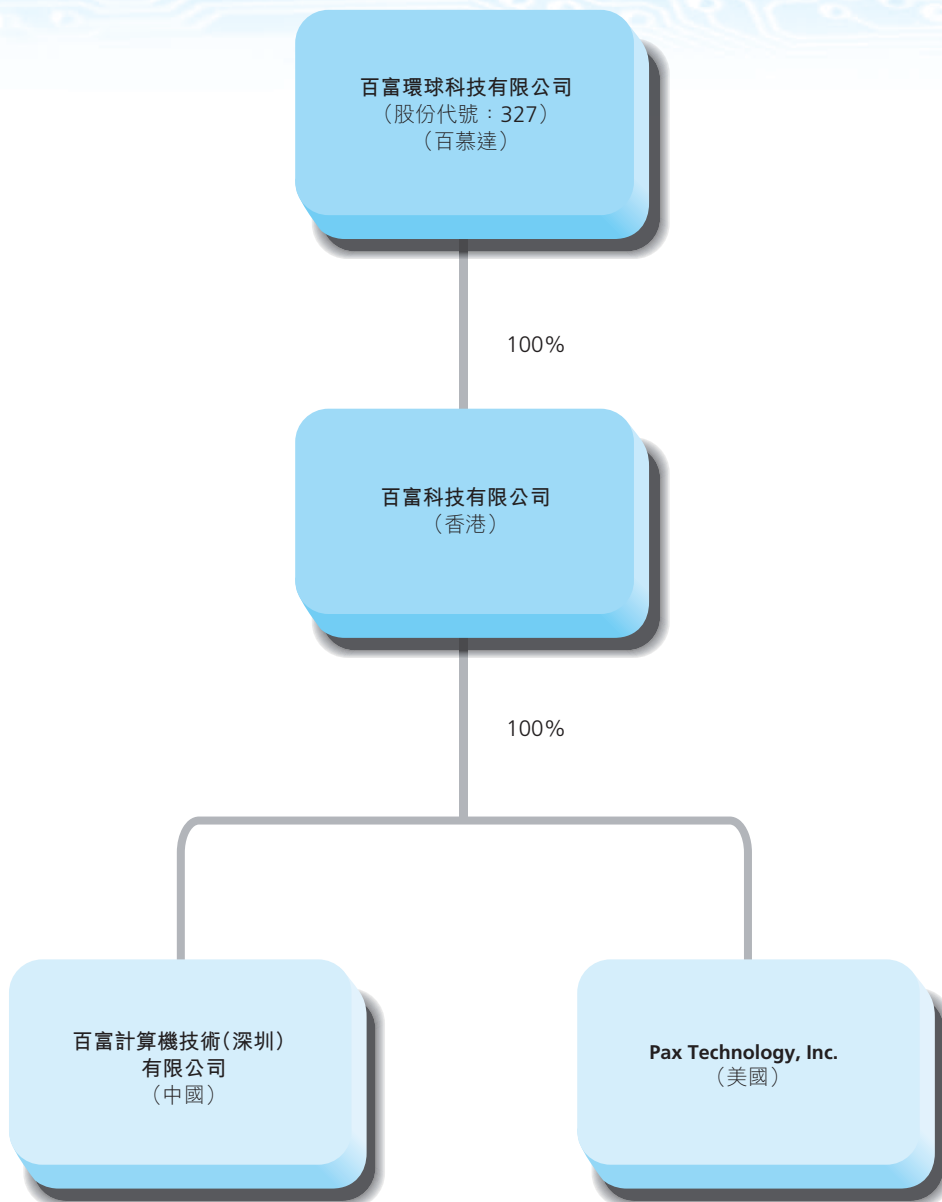 百富環球科技有限公司
（股份代號：327）
（百慕達）
100%
百富科技有限公司
（香港）
100%
百富計算機技術(深圳)
有限公司
（中國）
Pax Technology, Inc.
（美國）